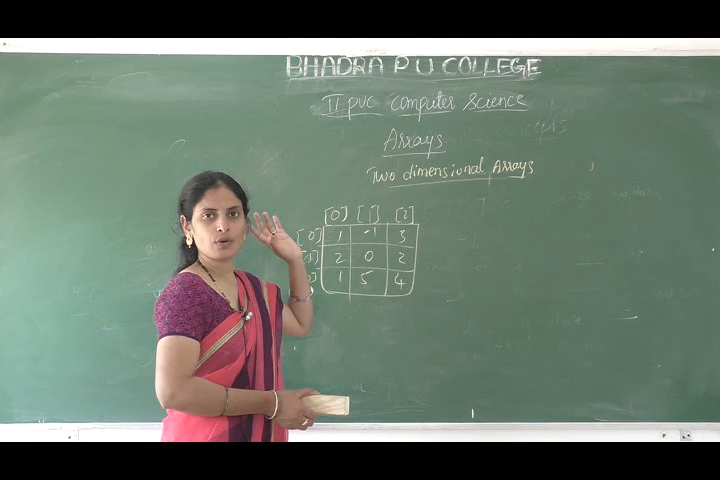 BHADRA P U COLLEGE
II PUC Computer Science
Arrays
Two dimensional Arrays
[0] [1] [2]
[0] 1 -1 3
[1] 2 0 2
1 5 4